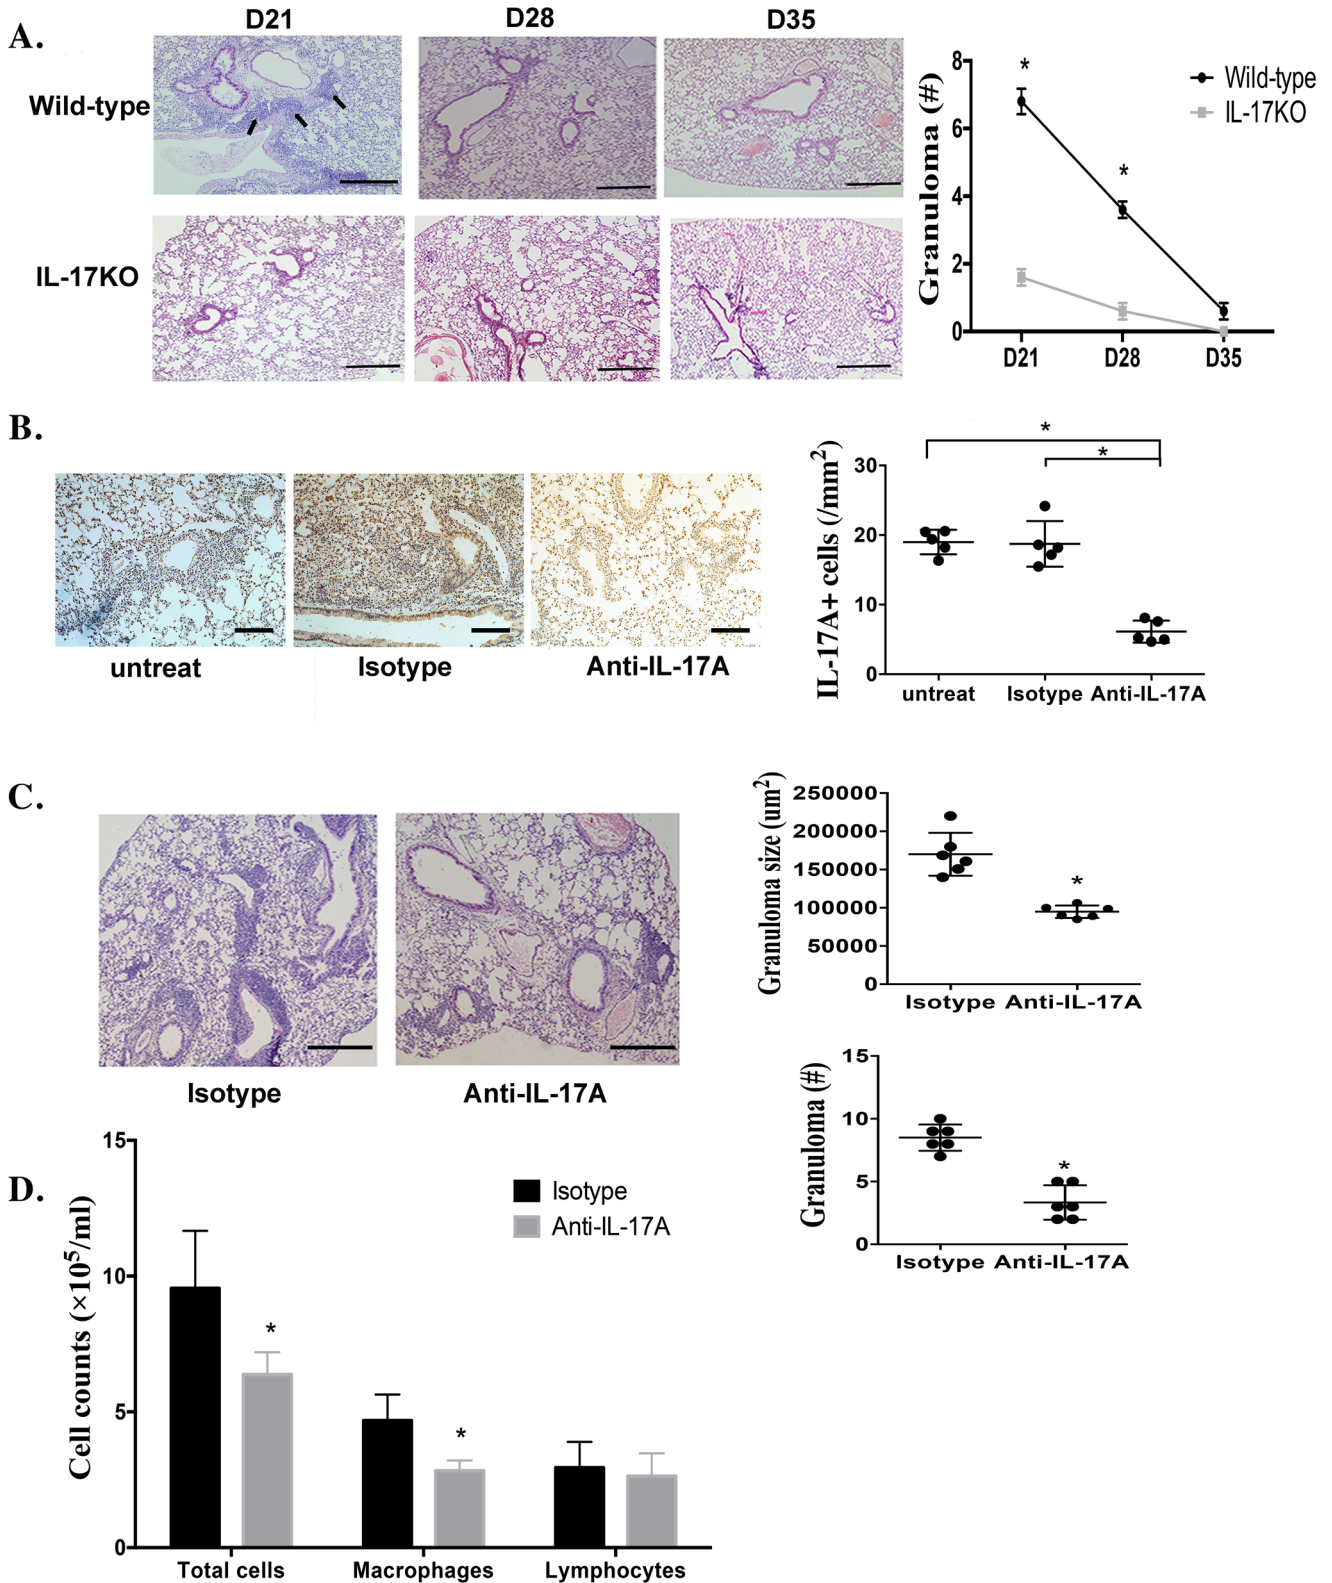 A.
D21
D28
D35
Wild-type
IL-17KO
Granuloma (#)
8
6
4
2
0
*
*
D21
D28
D35
Wild-type
IL-17KO
B.
untreat
Isotype
Anti-IL-17A
IL-17A+ cells (/mm²)
30
20
10
0
*
*
untreat
Isotype
Anti-IL-17A
C.
Isotype
Anti-IL-17A
Granuloma size (um²)
250000
200000
150000
100000
50000
0
*
Isotype
Anti-IL-17A
Granuloma (#)
15
10
5
0
*
Isotype
Anti-IL-17A
D.
Cell counts (×10⁵/ml)
15
10
5
0
Isotype
Anti-IL-17A
*
*
Total cells
Macrophages
Lymphocytes